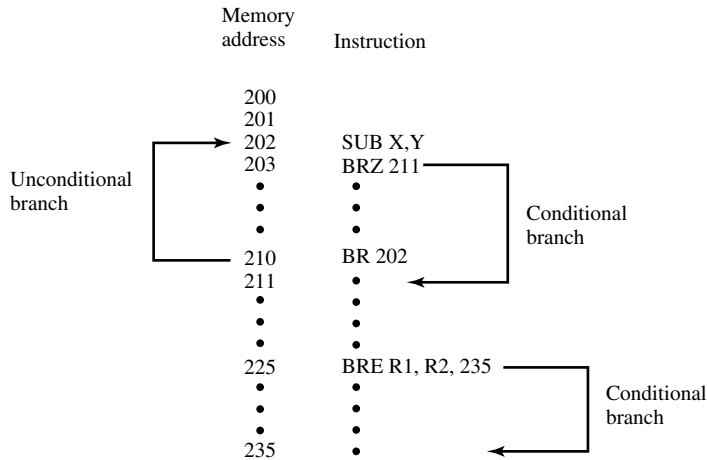 Memory address
Instruction
200
201
202 SUB X,Y
203 BRZ 211
Unconditional branch
Conditional branch
210 BR 202
211
225 BRE R1, R2, 235
Conditional branch
235